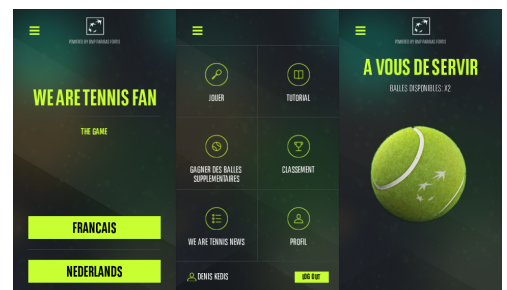 POWERED BY BNP PARIBAS FORTIS
WE ARE TENNIS FAN
THE GAME
FRANCAIS
NEDERLANDS
JOUER
TUTORIAL
GAGNER DES BALLES
SUPPLEMENTAIRES
CLASSEMENT
WE ARE TENNIS NEWS
PROFIL
DENIS KEDIS
LOG OUT
POWERED BY BNP PARIBAS FORTIS
A VOUS DE SERVIR
BALLES DISPONIBLES: X2